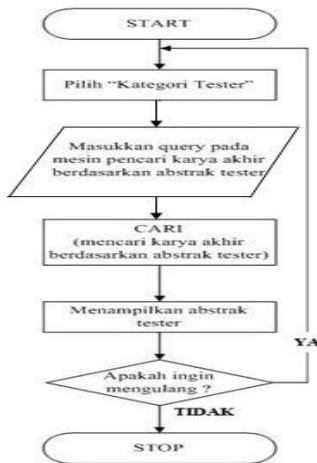 START
Pilih “Kategori Tester”
Masukkan query pada
mesin pencari karya akhir
berdasarkan abstrak tester
CARI
(mencari karya akhir
berdasarkan abstrak tester)
Menampilkan abstrak
tester
YA
Apakah ingin
mengulang ?
TIDAK
STOP